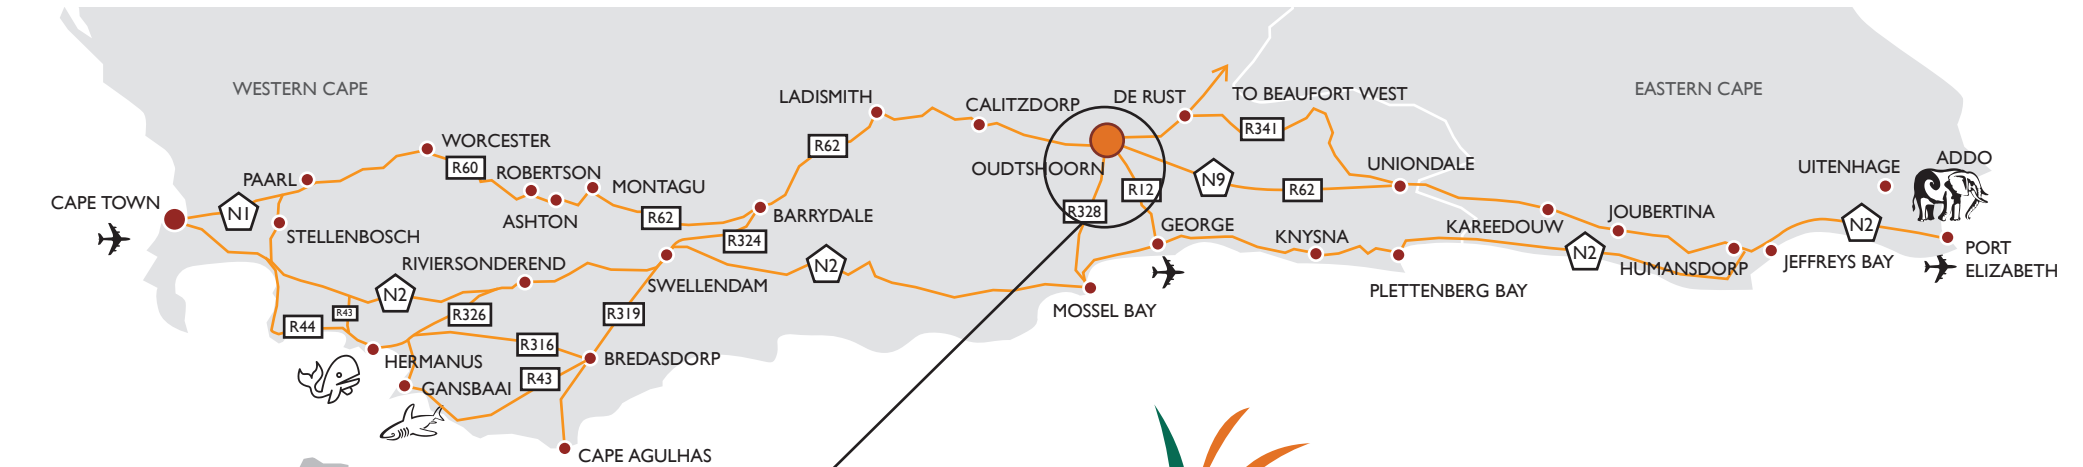 WESTERN CAPE
EASTERN CAPE
LADISMITH
CALITZDORP
DE RUST
TO BEAUFORT WEST
R341
WORCESTER
R60
R62
ROBERTSON
MONTAGU
PAARL
ASHTON
OUDTSHOORN
R12
N9
R62
UNIONDALE
UITENHAGE
ADDO
CAPE TOWN
N1
STELLENBOSCH
R62
BARRYDALE
R324
R328
GEORGE
KNYSNA
KAREEDOUW
JOUBERTINA
N2
PORT
ELIZABETH
RIVIERSONDEREND
SWELLENDAM
N2
N2
HUMANSDORP
JEFFREYS BAY
N2
R43
R44
R326
R319
MOSSEL BAY
PLETTENBERG BAY
R316
HERMANUS
BREDASDORP
R43
GANSBAAI
CAPE AGULHAS